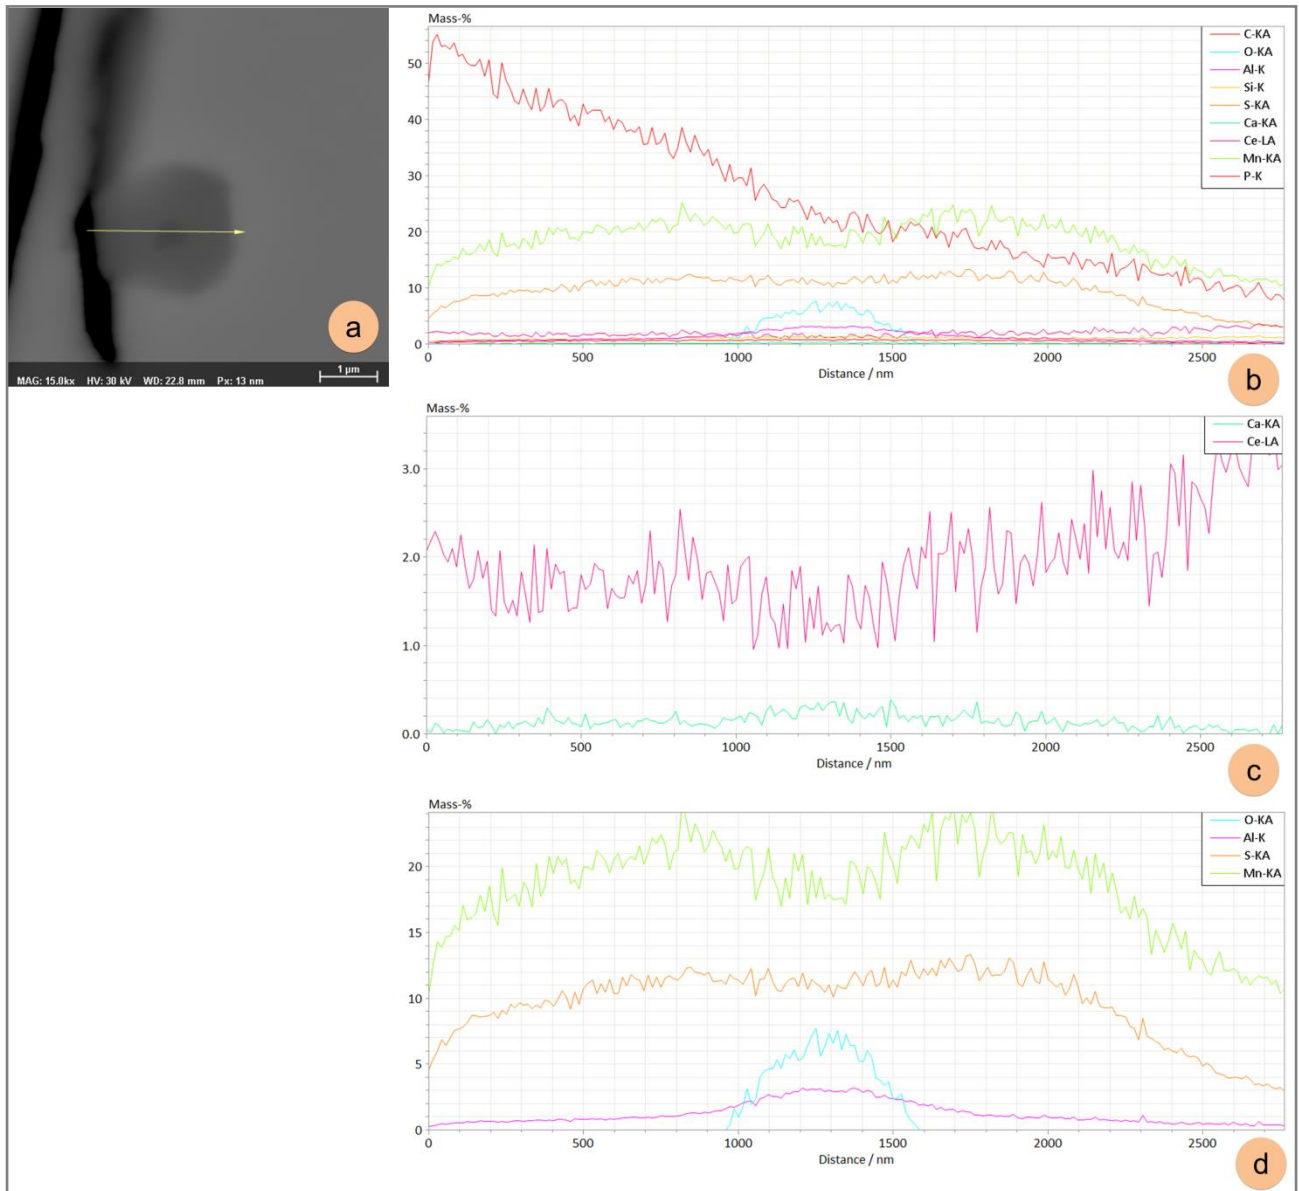 MAG: 15.0kx HV: 30 kV WD: 22.8 mm Px: 13 nm
1 µm
a
Mass-%
50
40
30
20
10
0
0 500 1000 1500 2000 2500
Distance / nm
C-KA
O-KA
Al-K
Si-K
S-KA
Ca-KA
Ce-LA
Mn-KA
P-K
b
Mass-%
3.0
2.0
1.0
0.0
0 500 1000 1500 2000 2500
Distance / nm
Ca-KA
Ce-LA
c
Mass-%
20
15
10
5
0
0 500 1000 1500 2000 2500
Distance / nm
O-KA
Al-K
S-KA
Mn-KA
d